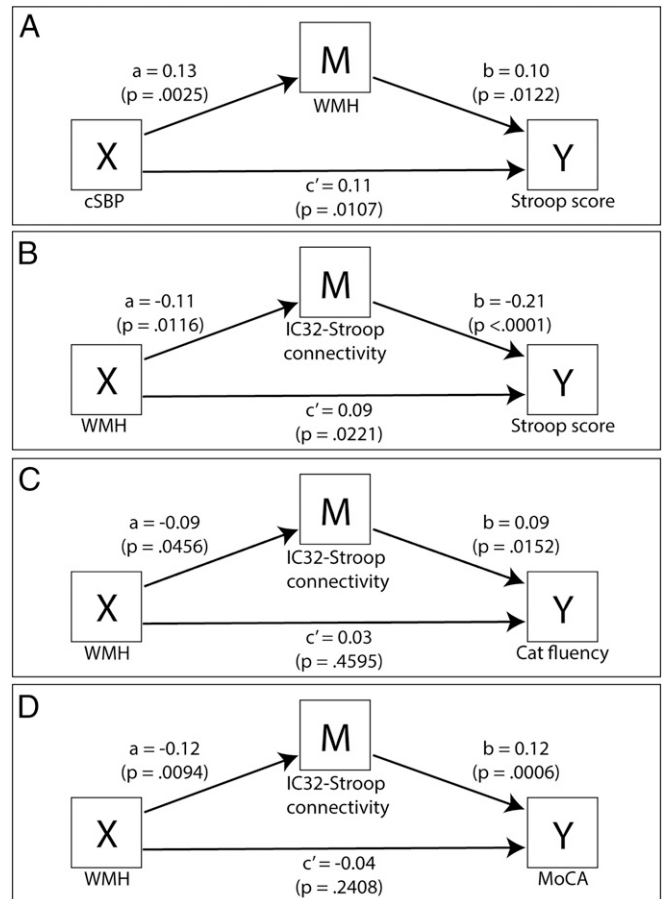 A
M
WMH
a = 0.13
(p = .0025)
b = 0.10
(p = .0122)
X
cSBP
Y
Stroop score
c' = 0.11
(p = .0107)
B
M
IC32-Stroop
connectivity
a = -0.11
(p = .0116)
b = -0.21
(p <.0001)
X
WMH
Y
Stroop score
c' = 0.09
(p = .0221)
C
M
IC32-Stroop
connectivity
a = -0.09
(p = .0456)
b = 0.09
(p = .0152)
X
WMH
Y
Cat fluency
c' = 0.03
(p = .4595)
D
M
IC32-Stroop
connectivity
a = -0.12
(p = .0094)
b = 0.12
(p = .0006)
X
WMH
Y
MoCA
c' = -0.04
(p = .2408)